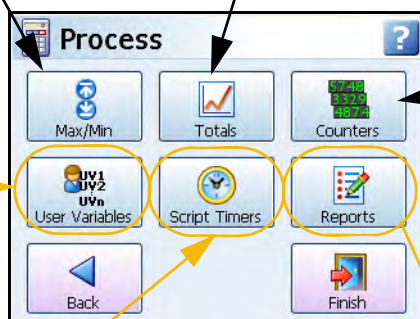 Process ?
Max/Min Totals 5748 3329 4874 Counters
UV1 UV2 UVn User Variables Script Timers Reports
Back Finish